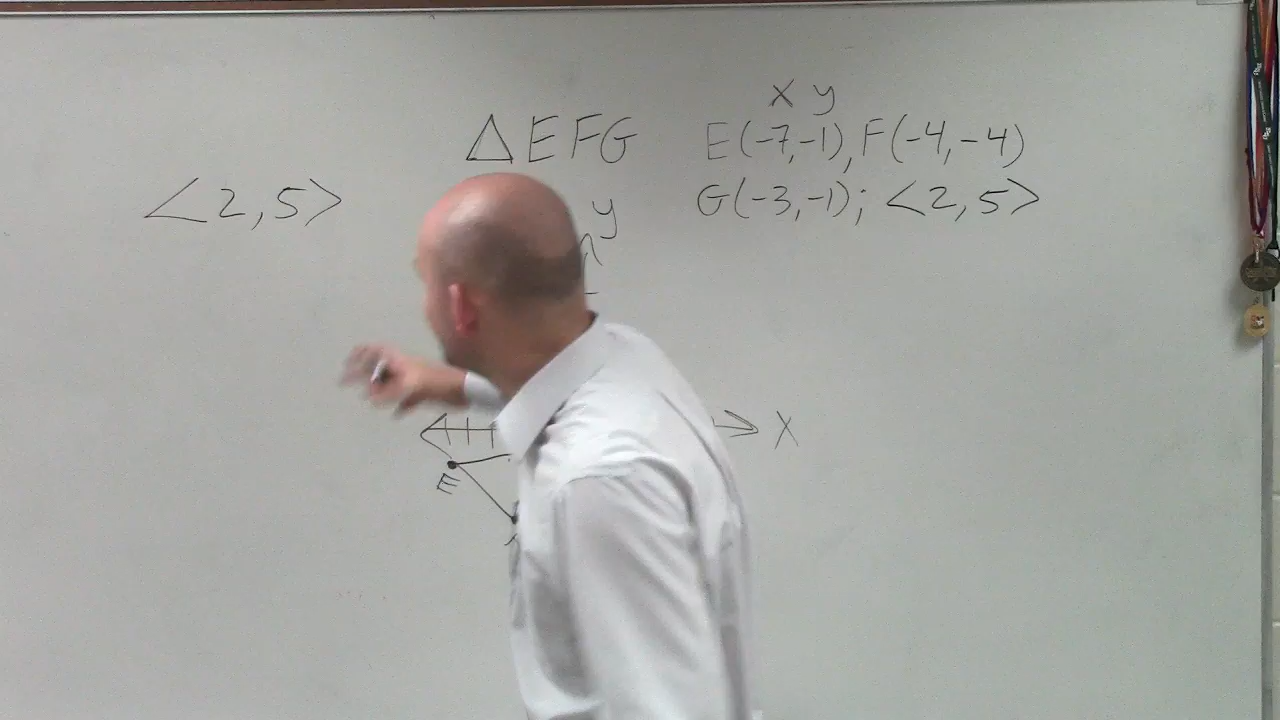 x y
△EFG E(-7,-1), F(-4,-4)
<2,5> G(-3,-1); <2,5>
y
x
E